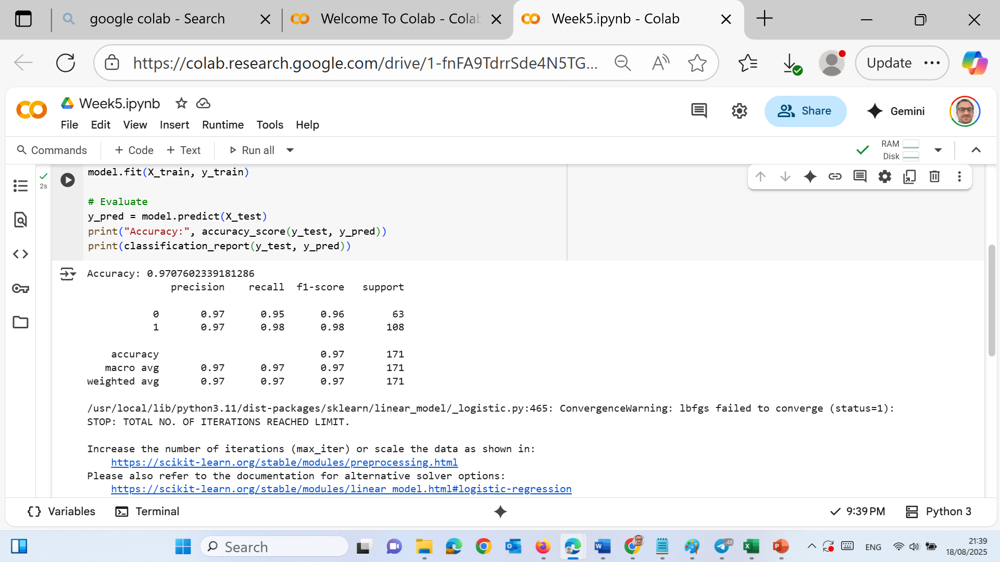 google colab - Search
Welcome To Colab - Colab
Week5.ipynb - Colab
https://colab.research.google.com/drive/1-fnFA9TdrrSde4N5TG...
Update
Week5.ipynb
Share
Gemini
File Edit View Insert Runtime Tools Help
Commands + Code + Text Run all
RAM
Disk
2s
model.fit(X_train, y_train)
# Evaluate
y_pred = model.predict(X_test)
print("Accuracy:", accuracy_score(y_test, y_pred))
print(classification_report(y_test, y_pred))
Accuracy: 0.9707602339181286
precision recall f1-score support
0 0.97 0.95 0.96 63
1 0.97 0.98 0.98 108
accuracy 0.97 171
macro avg 0.97 0.97 0.97 171
weighted avg 0.97 0.97 0.97 171
/usr/local/lib/python3.11/dist-packages/sklearn/linear_model/_logistic.py:465: ConvergenceWarning: lbfgs failed to converge (status=1):
STOP: TOTAL NO. OF ITERATIONS REACHED LIMIT.
Increase the number of iterations (max_iter) or scale the data as shown in:
https://scikit-learn.org/stable/modules/preprocessing.html
Please also refer to the documentation for alternative solver options:
https://scikit-learn.org/stable/modules/linear_model.html#logistic-regression
Variables Terminal
9:39 PM Python 3
Search
48
ENG
21:39
18/08/2025